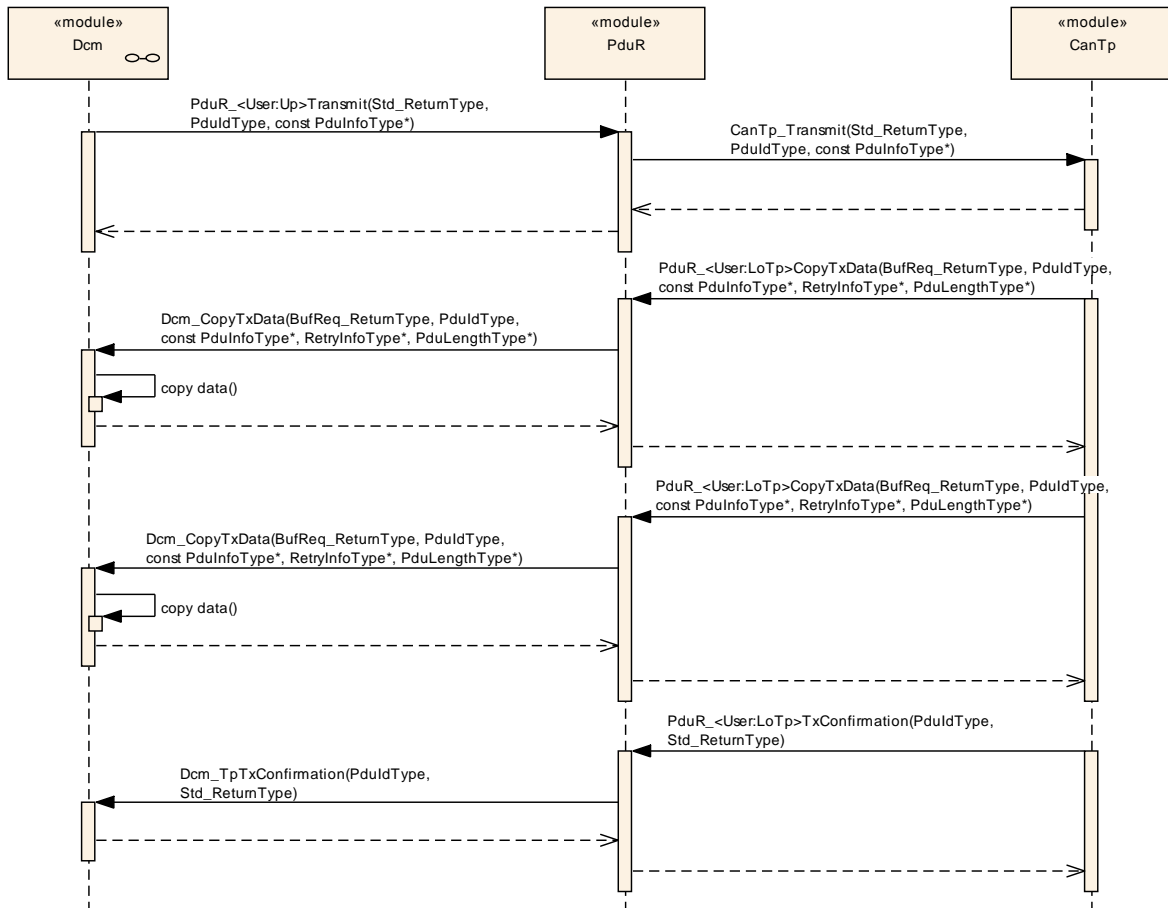 «module»
Dcm
«module»
PduR
«module»
CanTp
PduR_<User:Up>Transmit(Std_ReturnType,
PduIdType, const PduInfoType*)
CanTp_Transmit(Std_ReturnType,
PduIdType, const PduInfoType*)
PduR_<User:LoTp>CopyTxData(BufReq_ReturnType, PduIdType,
const PduInfoType*, RetryInfoType*, PduLengthType*)
Dcm_CopyTxData(BufReq_ReturnType, PduIdType,
const PduInfoType*, RetryInfoType*, PduLengthType*)
copy data()
PduR_<User:LoTp>CopyTxData(BufReq_ReturnType, PduIdType,
const PduInfoType*, RetryInfoType*, PduLengthType*)
Dcm_CopyTxData(BufReq_ReturnType, PduIdType,
const PduInfoType*, RetryInfoType*, PduLengthType*)
copy data()
PduR_<User:LoTp>TxConfirmation(PduIdType,
Std_ReturnType)
Dcm_TpTxConfirmation(PduIdType,
Std_ReturnType)